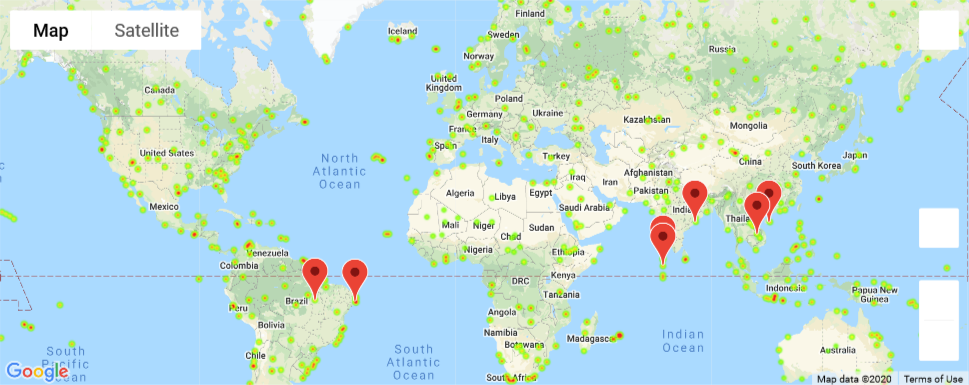 Map
Satellite
Iceland
Finland
Sweden
Norway
Russia
Canada
United
Kingdom
Poland
Germany
Ukraine
Kazakhstan
Mongolia
France
Italy
Spain
Turkey
United States
North
Atlantic
Ocean
China
South Korea
Japan
Iraq
Iran
Afghanistan
Pakistan
Algeria
Libya
Egypt
Saudi Arabia
Mexico
Mali
Niger
Chad
Sudan
India
Thailand
Nigeria
Ethiopia
Venezuela
Colombia
DRC
Kenya
Tanzania
Indonesia
Papua New
Guinea
Brazil
Peru
Bolivia
Angola
Namibia
Botswana
Madagascar
Indian
Ocean
Australia
Chile
South
Atlantic
Ocean
South
Pacific
Ocean
South Africa
Google
Map data ©2020
Terms of Use